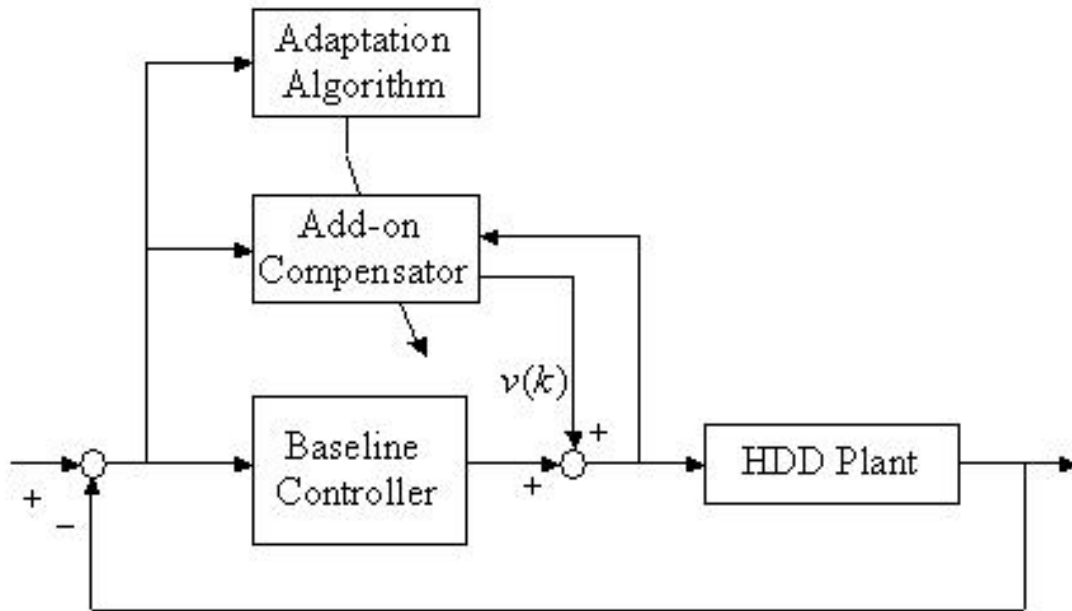 Adaptation
Algorithm
Add-on
Compensator
v(k)
+
Baseline
Controller
HDD Plant
+
+
−